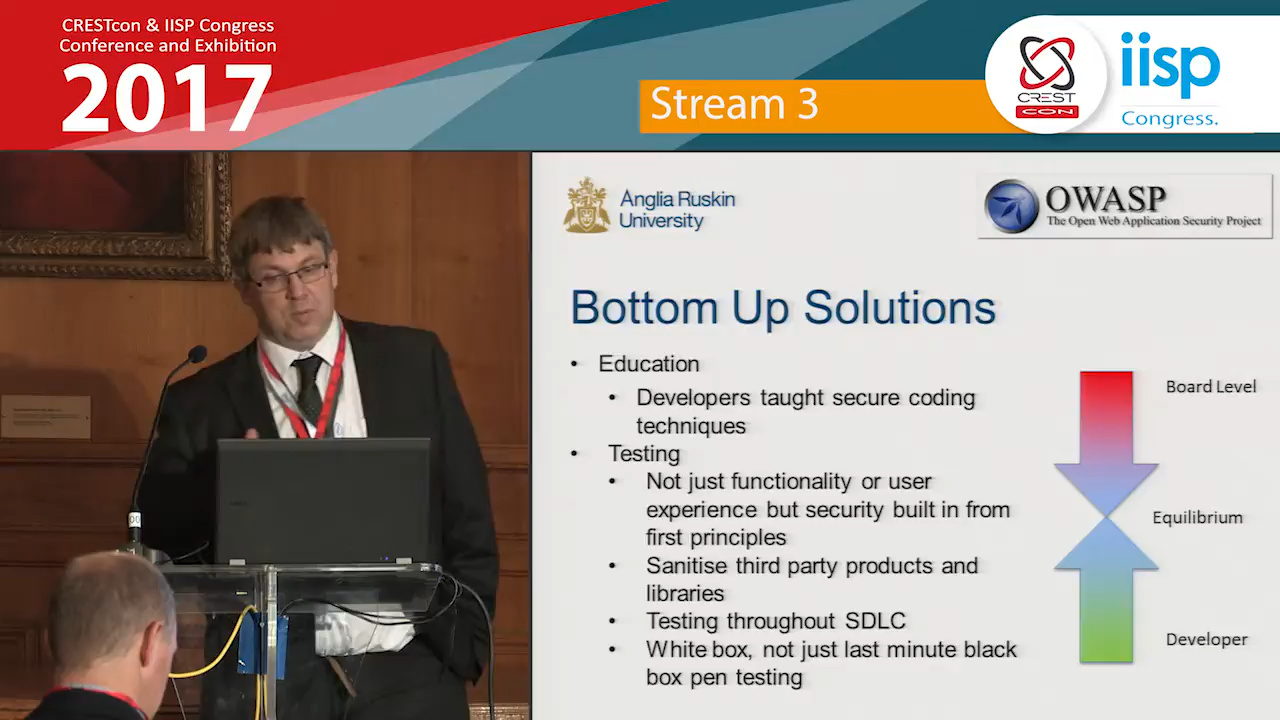 CRESTcon & IISP Congress
Conference and Exhibition
2017
Stream 3
CREST
CON
iisp
Congress.
Anglia Ruskin
University
OWASP
The Open Web Application Security Project
Bottom Up Solutions
• Education
• Developers taught secure coding
techniques
• Testing
• Not just functionality or user
experience but security built in from
first principles
• Sanitise third party products and
libraries
• Testing throughout SDLC
• White box, not just last minute black
box pen testing
Board Level
Equilibrium
Developer